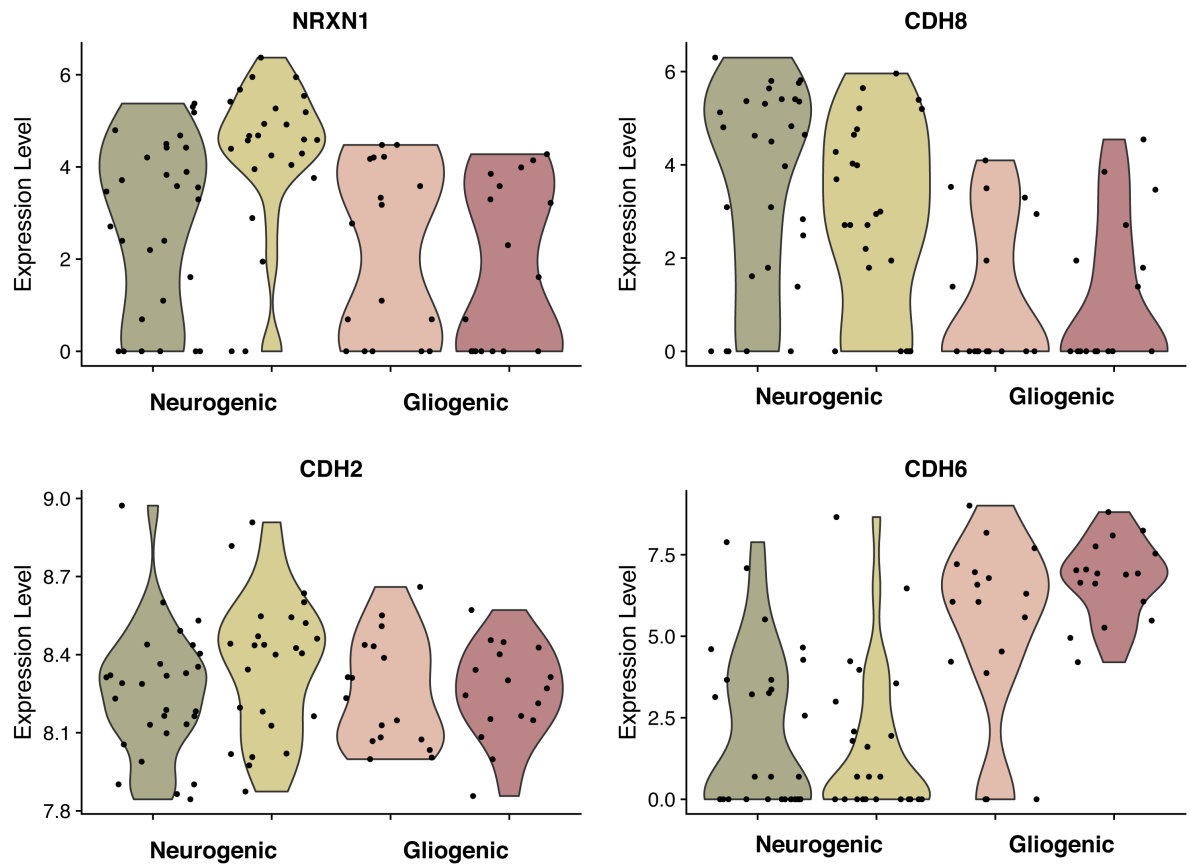 NRXN1
Expression Level
6
4
2
0
Neurogenic Gliogenic
CDH8
Expression Level
6
4
2
0
Neurogenic Gliogenic
CDH2
Expression Level
9.0
8.7
8.4
8.1
7.8
Neurogenic Gliogenic
CDH6
Expression Level
7.5
5.0
2.5
0.0
Neurogenic Gliogenic